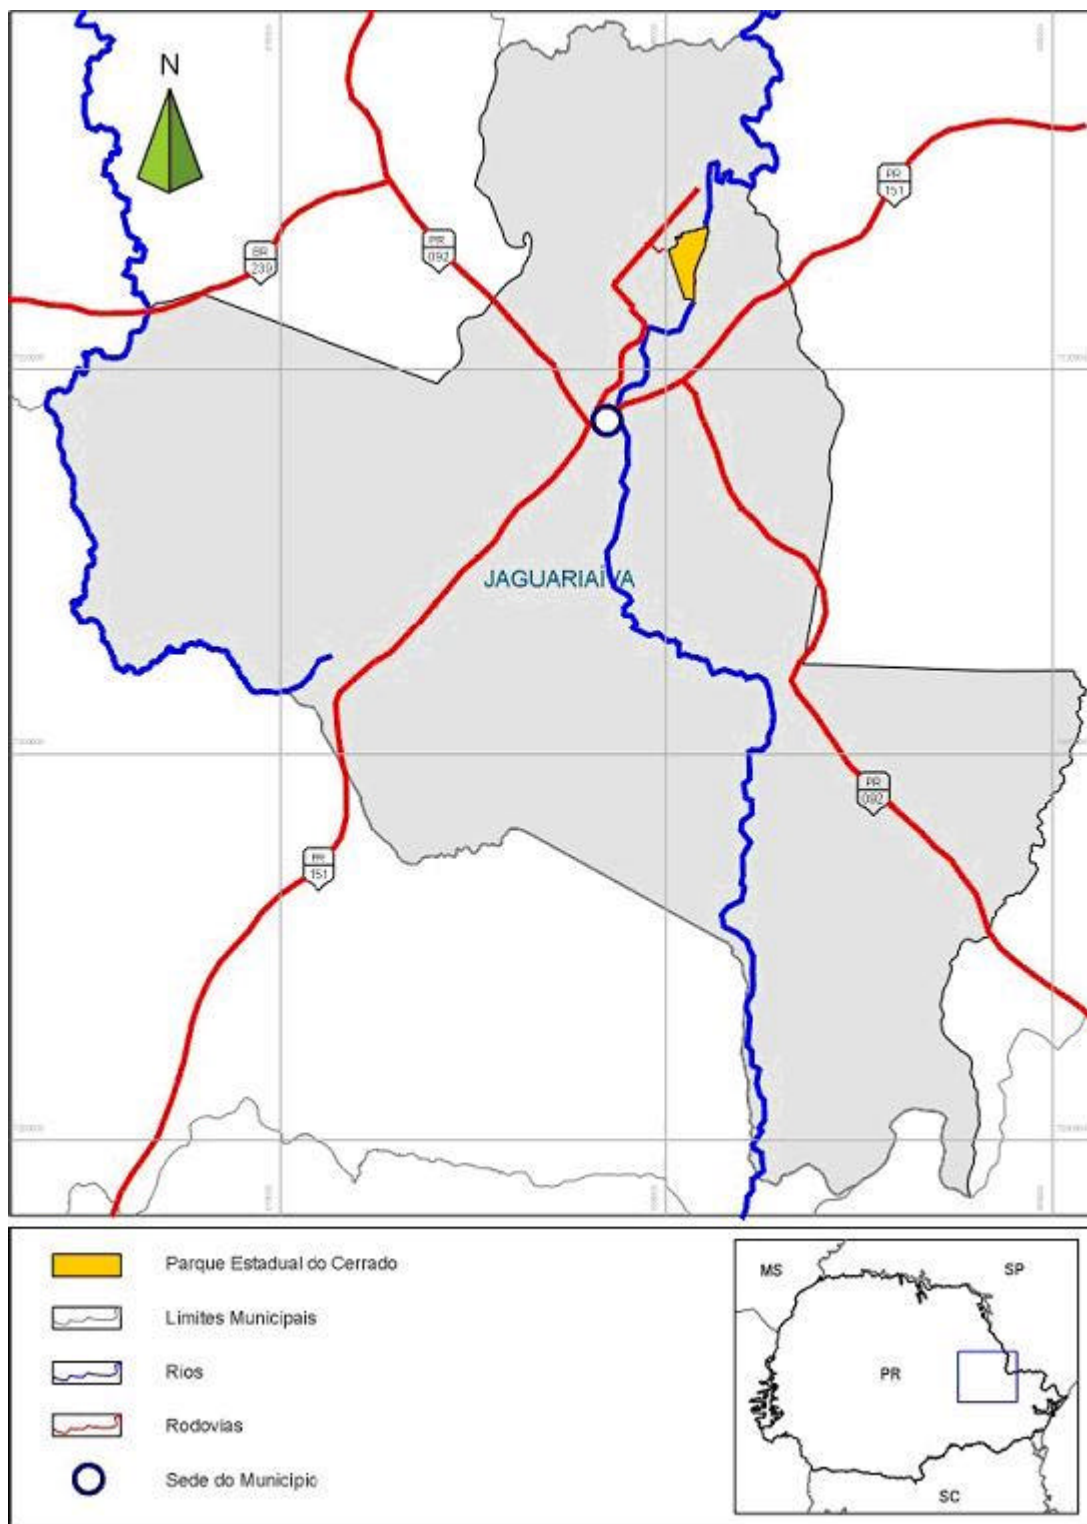 N
PR
151
PR
092
BR
239
JAGUARIAÍVA
PR
092
PR
151
Parque Estadual do Cerrado
Limites Municipais
Rios
Rodovias
Sede do Município
MS
SP
PR
SC